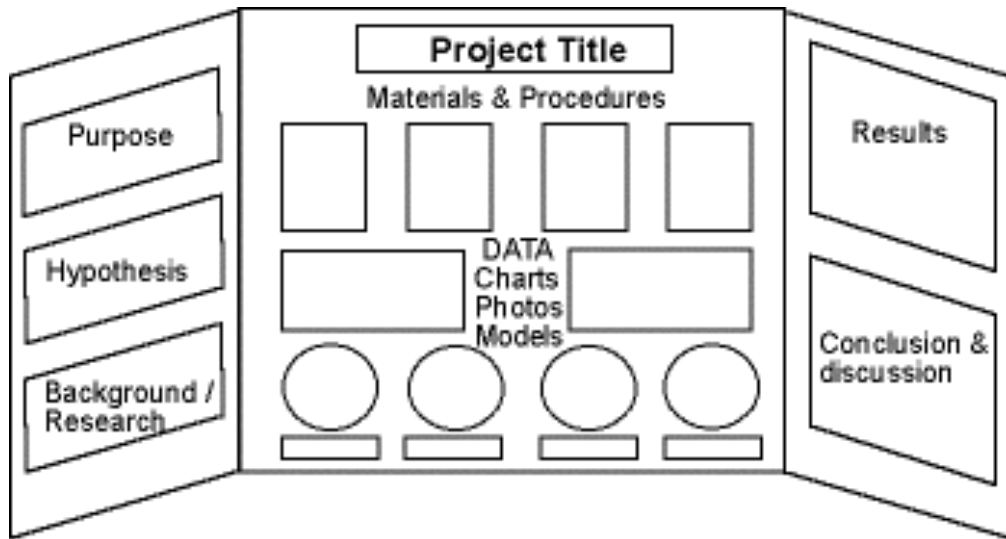 Project Title
Materials & Procedures
Purpose
Hypothesis
Background /
Research
DATA
Charts
Photos
Models
Results
Conclusion &
discussion